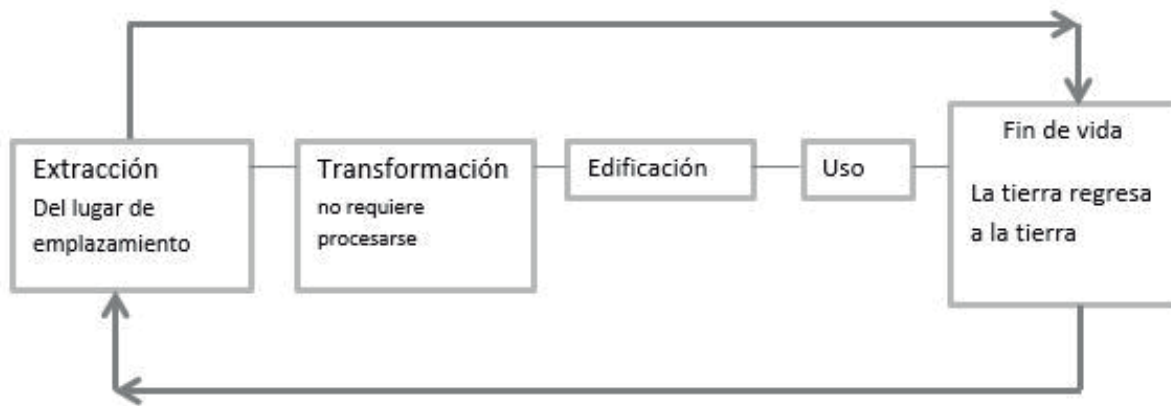 Extracción
Del lugar de
emplazamiento
Transformación
no requiere
procesarse
Edificación
Uso
Fin de vida
La tierra regresa
a la tierra